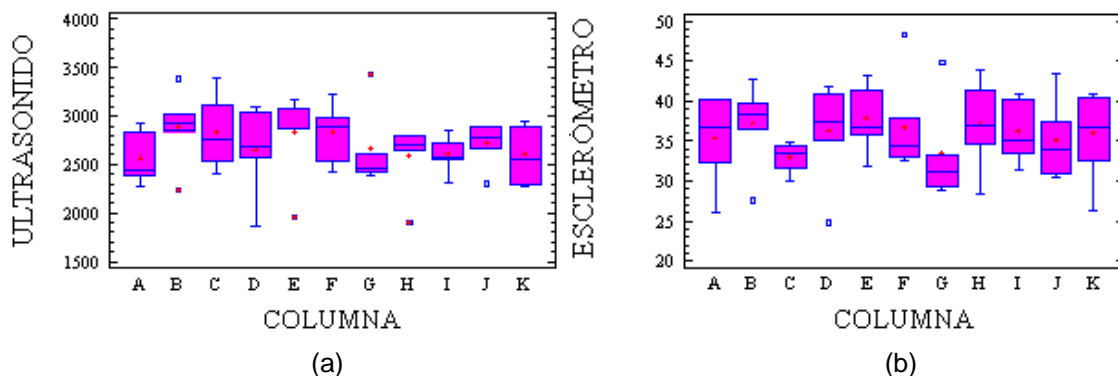 ULTRASONIDO
4000
3500
3000
2500
2000
1500
A B C D E F G H I J K
COLUMNA
(a)
ESCLERÓMETRO
50
45
40
35
30
25
20
A B C D E F G H I J K
COLUMNA
(b)